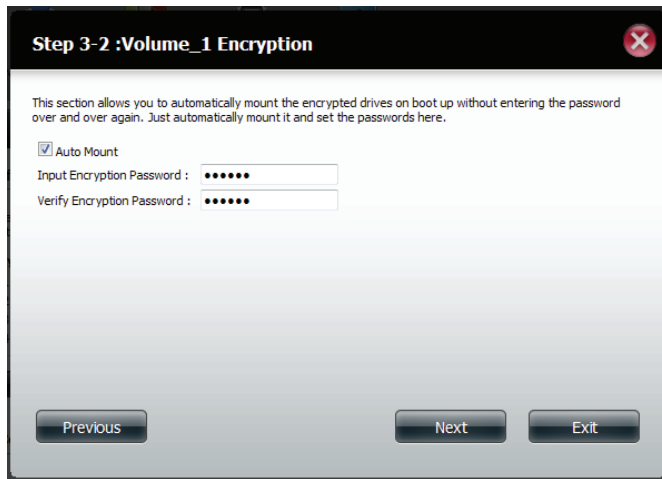 Step 3-2 :Volume_1 Encryption
This section allows you to automatically mount the encrypted drives on boot up without entering the password
over and over again. Just automatically mount it and set the passwords here.
Auto Mount
Input Encryption Password : ••••••
Verify Encryption Password : ••••••
Previous
Next
Exit